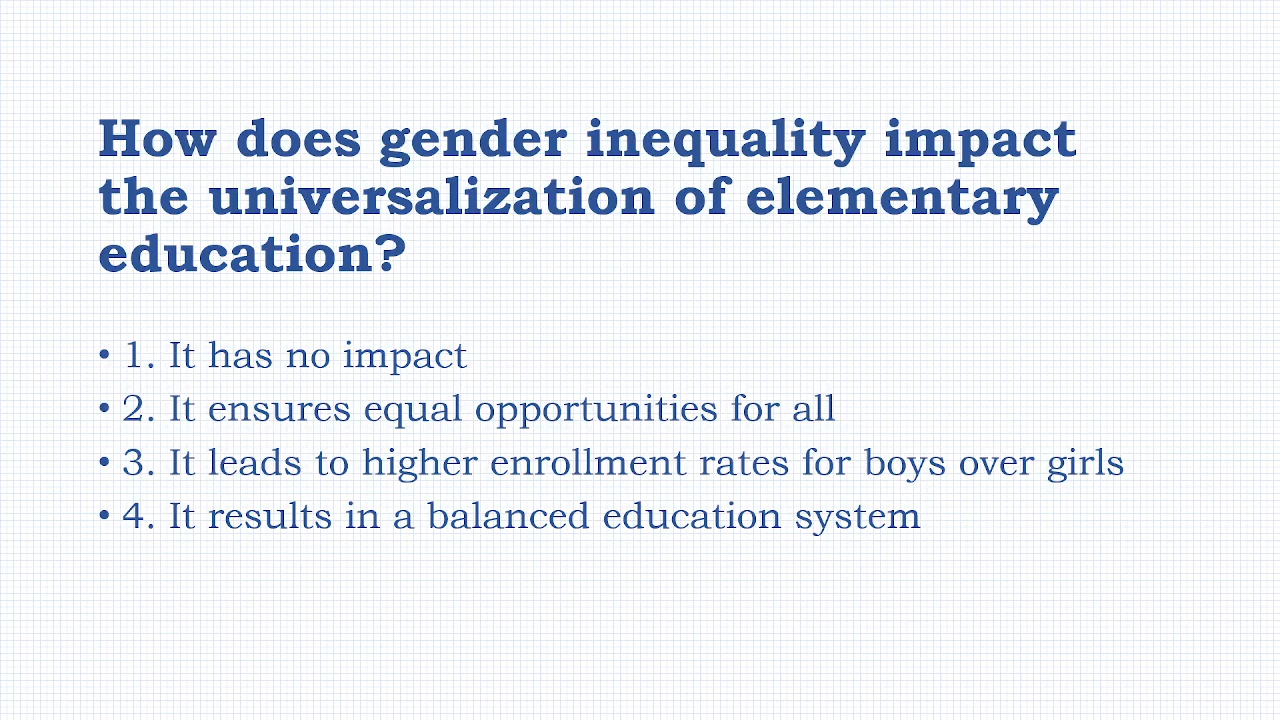 How does gender inequality impact
the universalization of elementary
education?
• 1. It has no impact
• 2. It ensures equal opportunities for all
• 3. It leads to higher enrollment rates for boys over girls
• 4. It results in a balanced education system